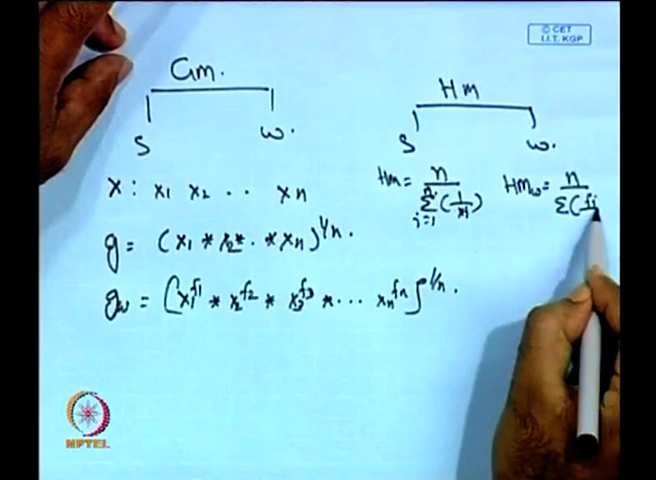 © CET
I.I.T. KGP
Gm.
S w.
x : x1 x2 .. xn
g = (x1 * x2 * . * xn)^1/n.
gw = [x1^f1 * x2^f2 * x3^f3 * ... xn^fn]^1/n.
Hm
S w.
Hm = n / Σ(i=1 to n) (1/xi)
Hmw = n / Σ(fi
NPTEL